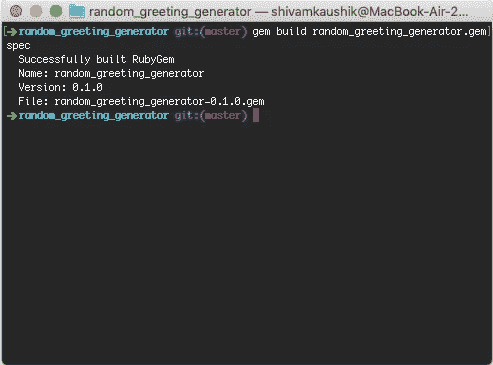 random_greeting_generator — shivamkaushik@MacBook-Air-2...
[➔ random_greeting_generator git:(master) gem build random_greeting_generator.gem]
spec
Successfully built RubyGem
Name: random_greeting_generator
Version: 0.1.0
File: random_greeting_generator-0.1.0.gem
➔ random_greeting_generator git:(master)